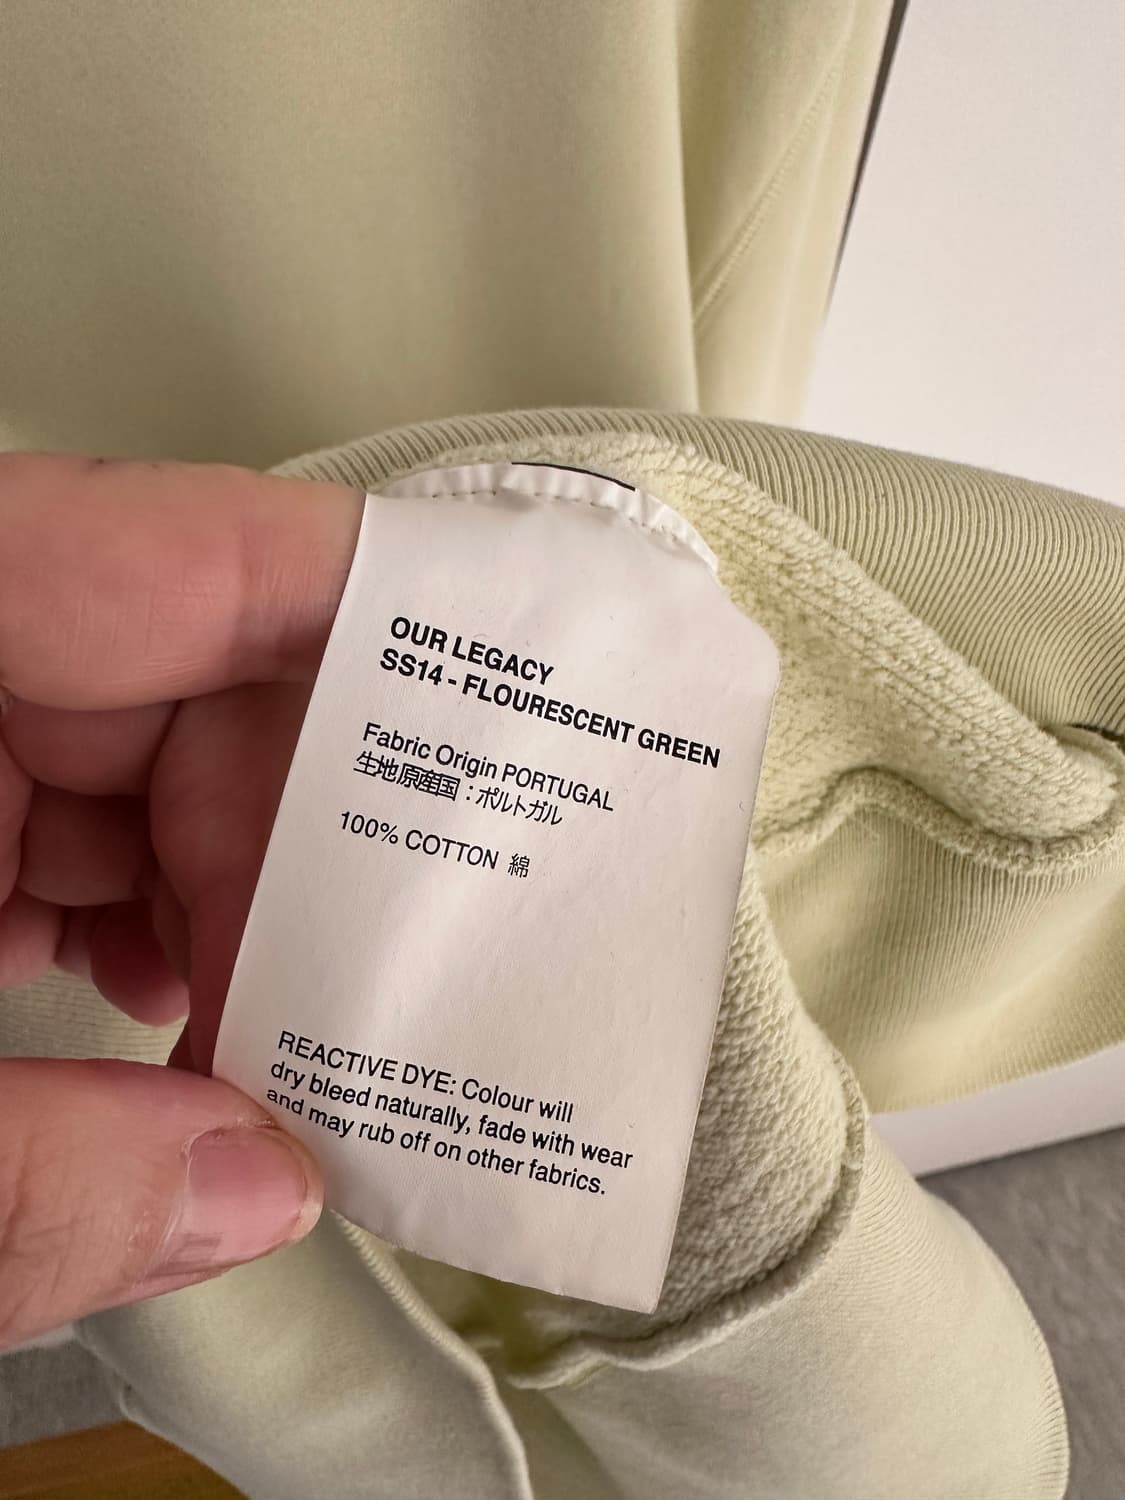 OUR LEGACY
SS14 - FLOURESCENT GREEN
Fabric Origin PORTUGAL
生地原産国：ポルトガル
100% COTTON 綿
REACTIVE DYE: Colour will
dry bleed naturally, fade with wear
and may rub off on other fabrics.